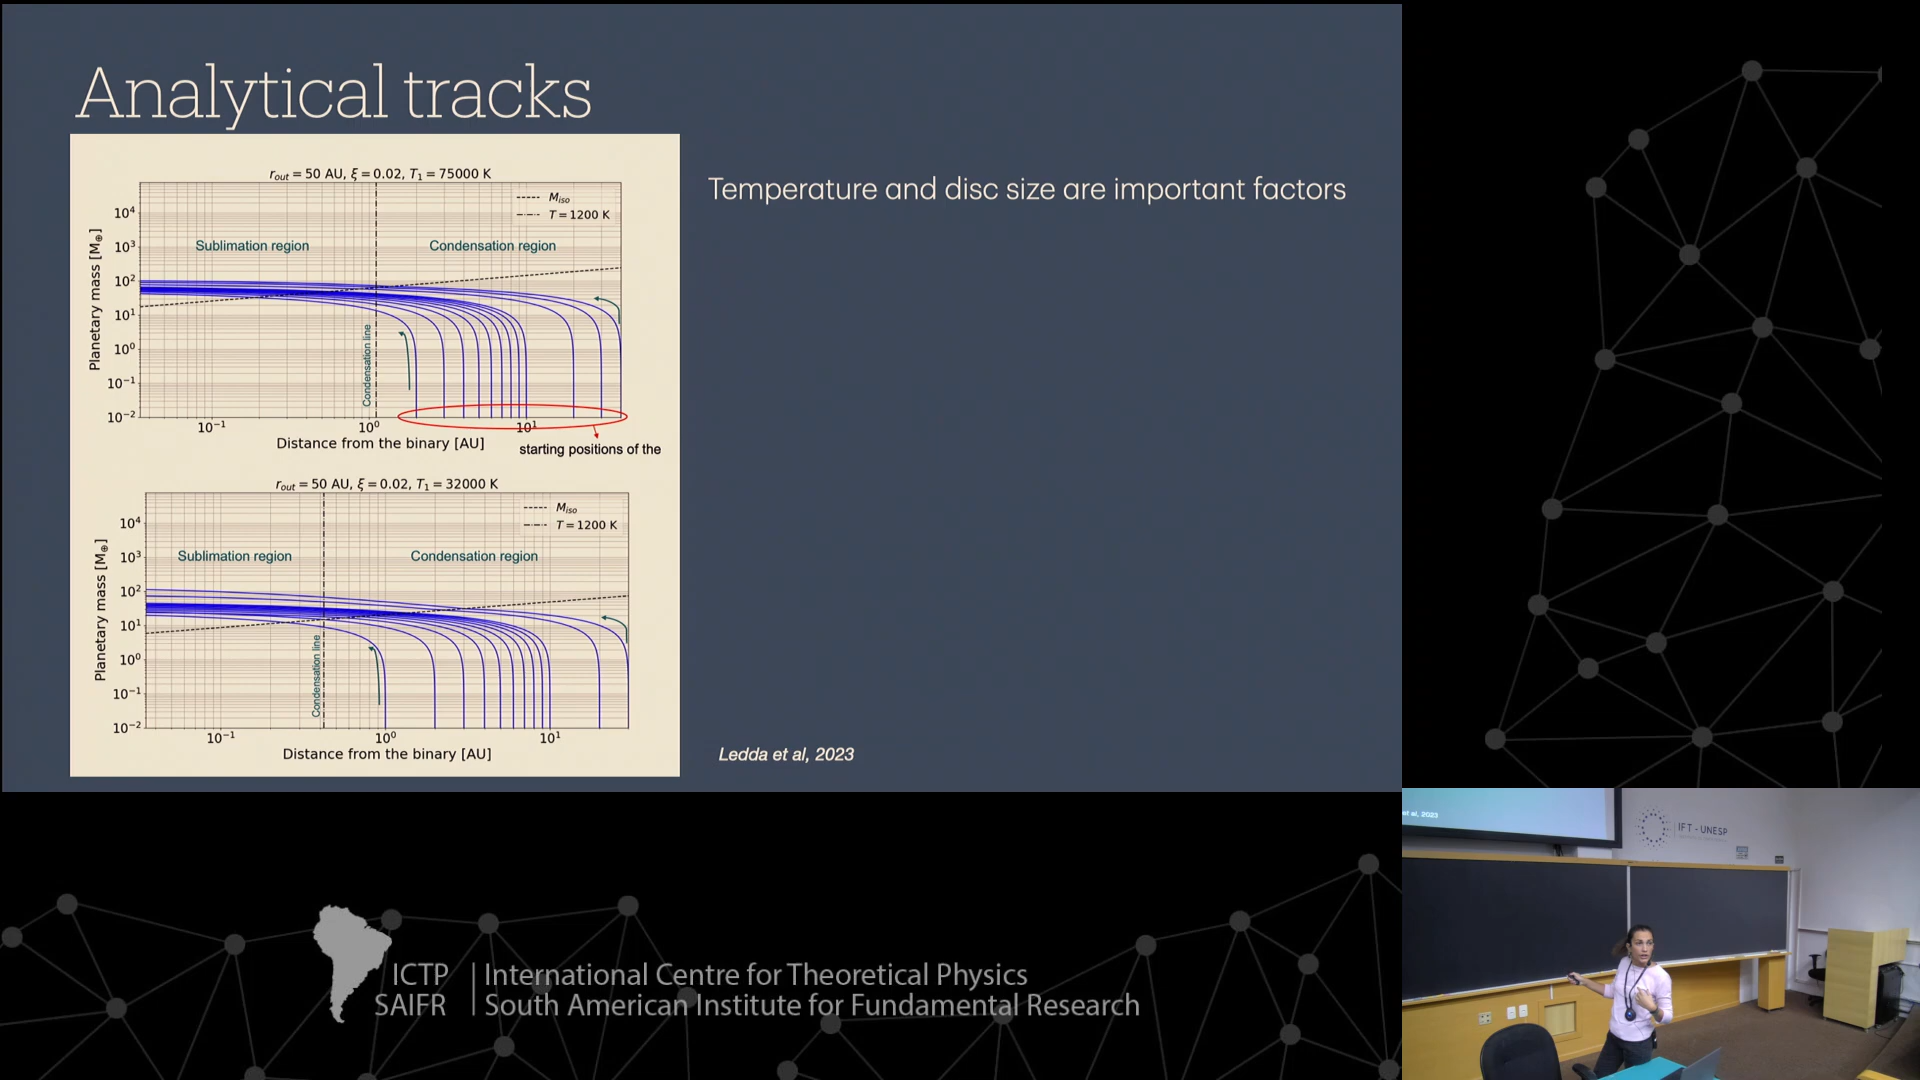 Analytical tracks
r_out = 50 AU, ξ = 0.02, T_1 = 75000 K
M_iso
T = 1200 K
Sublimation region
Condensation region
Condensation line
Planetary mass [M_⊕]
10^4
10^3
10^2
10^1
10^0
10^-1
10^-2
10^-1
10^0
10^1
Distance from the binary [AU]
starting positions of the
r_out = 50 AU, ξ = 0.02, T_1 = 32000 K
M_iso
T = 1200 K
Sublimation region
Condensation region
Condensation line
Planetary mass [M_⊕]
10^4
10^3
10^2
10^1
10^0
10^-1
10^-2
10^-1
10^0
10^1
Distance from the binary [AU]
Temperature and disc size are important factors
Ledda et al, 2023
et al, 2023
IFT - UNESP
ICTP | International Centre for Theoretical Physics
SAIFR | South American Institute for Fundamental Research